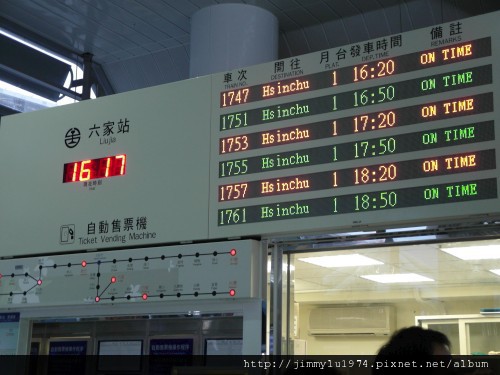 車次 開往 月台 發車時間 備註
DESTINATION DEP.TIME REMARKS
1747 Hsinchu 1 16:20 ON TIME
1751 Hsinchu 1 16:50 ON TIME
1753 Hsinchu 1 17:20 ON TIME
1755 Hsinchu 1 17:50 ON TIME
1757 Hsinchu 1 18:20 ON TIME
1761 Hsinchu 1 18:50 ON TIME
六家站
Liujia
16 17
自動售票機
Ticket Vending Machine
http://jimmylu1974.pixnet.net/album